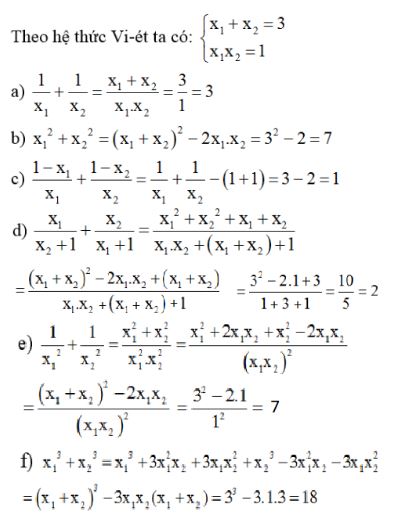 Theo hệ thức Vi-ét ta có: { x₁ + x₂ = 3
x₁x₂ = 1
a) 1/x₁ + 1/x₂ = (x₁ + x₂)/(x₁.x₂) = 3/1 = 3
b) x₁² + x₂² = (x₁ + x₂)² − 2x₁.x₂ = 3² − 2 = 7
c) (1 − x₁)/x₁ + (1 − x₂)/x₂ = 1/x₁ + 1/x₂ − (1 + 1) = 3 − 2 = 1
d) x₁/(x₂ + 1) + x₂/(x₁ + 1) = (x₁² + x₂² + x₁ + x₂)/(x₁.x₂ + (x₁ + x₂) + 1)
= ((x₁ + x₂)² − 2x₁.x₂ + (x₁ + x₂))/(x₁.x₂ + (x₁ + x₂) + 1) = (3² − 2.1 + 3)/(1 + 3 + 1) = 10/5 = 2
e) 1/x₁² + 1/x₂² = (x₁² + x₂²)/(x₁².x₂²) = (x₁² + 2x₁x₂ + x₂² − 2x₁x₂)/(x₁x₂)²
= ((x₁ + x₂)² − 2x₁x₂)/(x₁x₂)² = (3² − 2.1)/1² = 7
f) x₁³ + x₂³ = x₁³ + 3x₁²x₂ + 3x₁x₂² + x₂³ − 3x₁²x₂ − 3x₁x₂²
= (x₁ + x₂)³ − 3x₁x₂(x₁ + x₂) = 3³ − 3.1.3 = 18